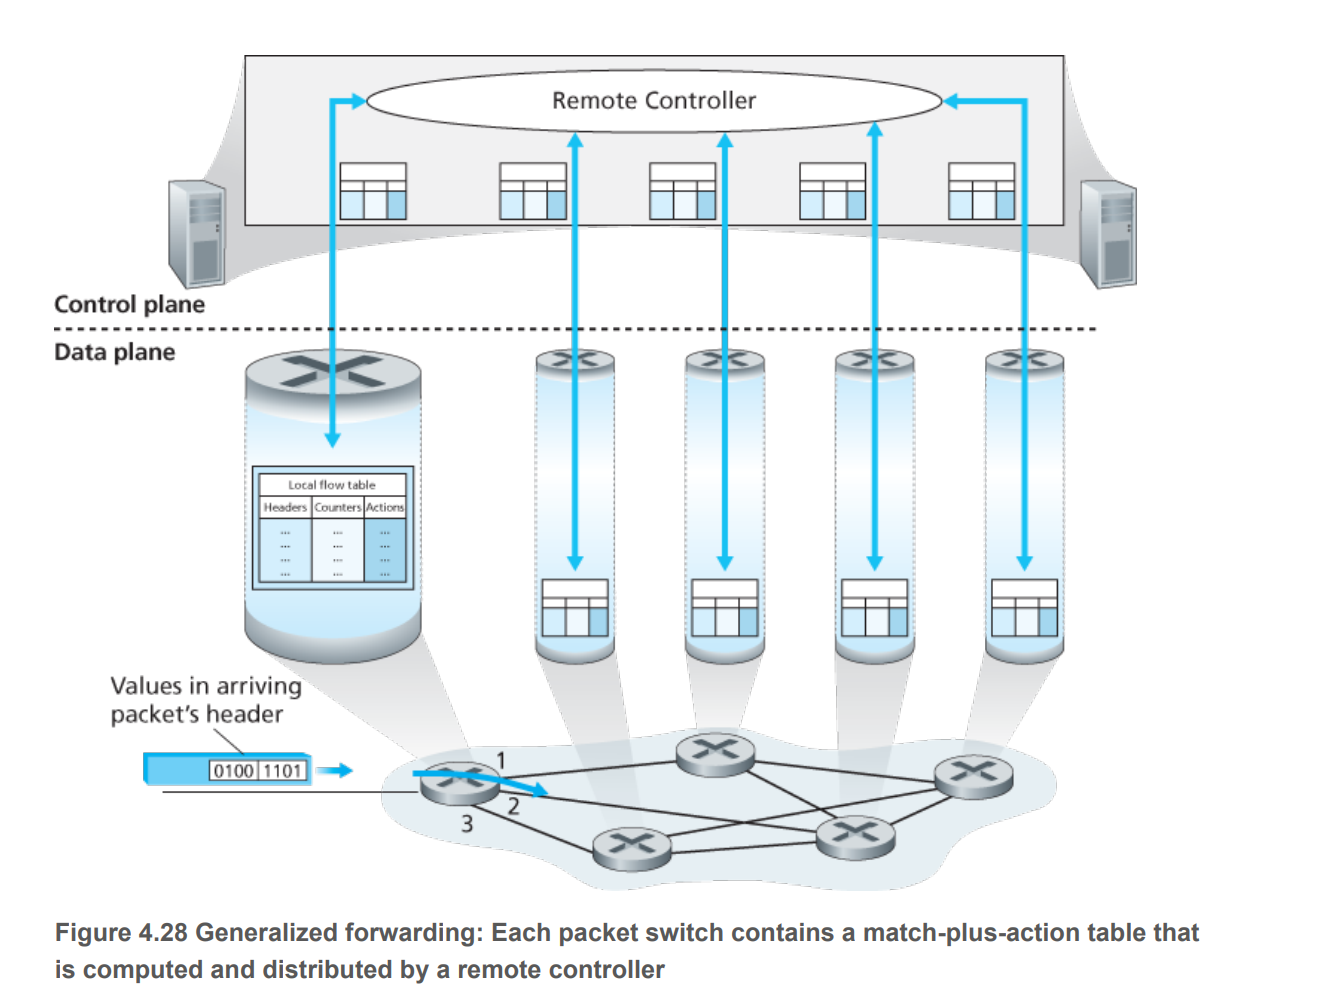 Remote Controller
Control plane
Data plane
Local flow table
Headers Counters Actions
... ... ...
... ... ...
... ... ...
... ... ...
Values in arriving
packet's header
0100 1101
1
2
3
Figure 4.28 Generalized forwarding: Each packet switch contains a match-plus-action table that
is computed and distributed by a remote controller